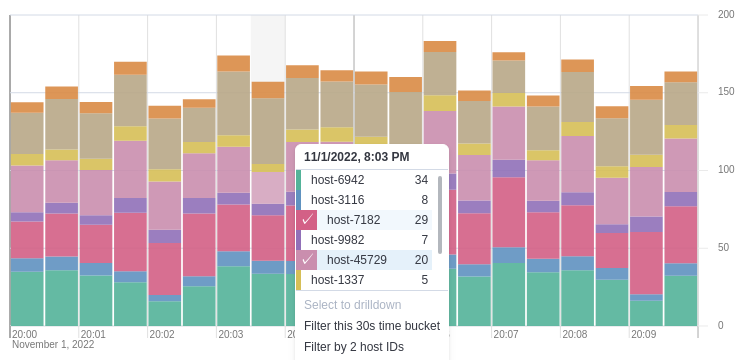 200
150
100
50
0
11/1/2022, 8:03 PM
host-6942 34
host-3116 8
host-7182 29
host-9982 7
host-45729 20
host-1337 5
Select to drilldown
Filter this 30s time bucket
Filter by 2 host IDs
20:00 20:01 20:02 20:03 20:07 20:08 20:09
November 1, 2022